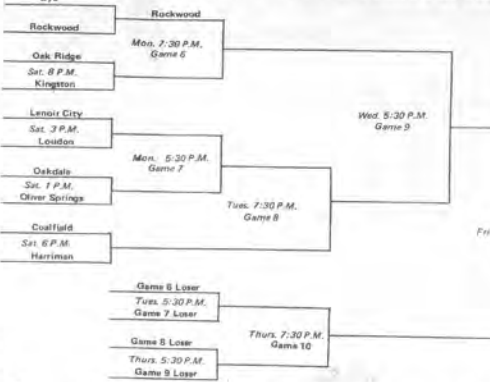 Rockwood
Rockwood
Mon. 7:30 P.M.
Game 6
Oak Ridge
Sat. 8 P.M.
Kingston
Lenoir City
Sat. 3 P.M.
Loudon
Mon. 5:30 P.M.
Game 7
Oakdale
Sat. 1 P.M.
Oliver Springs
Tues. 7:30 P.M.
Game 8
Coalfield
Sat. 6 P.M.
Harriman
Wed. 5:30 P.M.
Game 9
Game 6 Loser
Tues. 5:30 P.M.
Game 7 Loser
Thurs. 7:30 P.M.
Game 10
Game 8 Loser
Thurs. 5:30 P.M.
Game 9 Loser